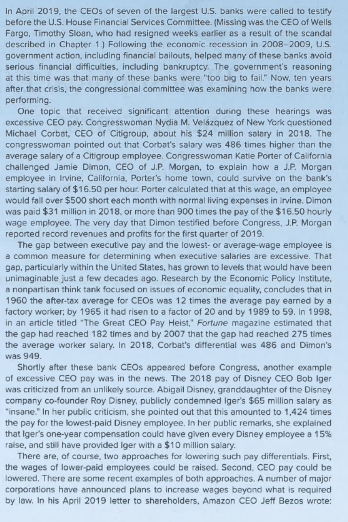 In April 2019, the CEOs of seven of the largest U.S. banks were called to testify
before the U.S. House Financial Services Committee. (Missing was the CEO of Wells
Fargo, Timothy Sloan, who had resigned weeks earlier as a result of the scandal
described in Chapter 1.) Following the economic recession in 2008–2009, U.S.
government action, including financial bailouts, helped many of these banks avoid
serious financial difficulties, including bankruptcy. The government's reasoning
at this time was that many of these banks were "too big to fail." Now, ten years
after that crisis, the congressional committee was examining how the banks were
performing.
One topic that received significant attention during these hearings was
excessive CEO pay. Congresswoman Nydia M. Velázquez of New York questioned
Michael Corbat, CEO of Citigroup, about his $24 million salary in 2018. The
congresswoman pointed out that Corbat's salary was 486 times higher than the
average salary of a Citigroup employee. Congresswoman Katie Porter of California
challenged Jamie Dimon, CEO of J.P. Morgan, to explain how a J.P. Morgan
employee in Irvine, California, Porter's home town, could survive on the bank's
starting salary of $16.50 per hour. Porter calculated that at this wage, an employee
would fall over $500 short each month with normal living expenses in Irvine. Dimon
was paid $31 million in 2018, or more than 900 times the pay of the $16.50 hourly
wage employee. The very day that Dimon testified before Congress, J.P. Morgan
reported record revenues and profits for the first quarter of 2019.
The gap between executive pay and the lowest- or average-wage employee is
a common measure for determining when executive salaries are excessive. That
gap, particularly within the United States, has grown to levels that would have been
unimaginable just a few decades ago. Research by the Economic Policy Institute,
a nonpartisan think tank focused on issues of economic equality, concludes that in
1960 the after-tax average for CEOs was 12 times the average pay earned by a
factory worker; by 1965 it had risen to a factor of 20 and by 1989 to 59. In 1998,
in an article titled "The Great CEO Pay Heist," Fortune magazine estimated that
the gap had reached 182 times and by 2007 that the gap had reached 275 times
the average worker salary. In 2018, Corbat's differential was 486 and Dimon's
was 949.
Shortly after these bank CEOs appeared before Congress, another example
of excessive CEO pay was in the news. The 2018 pay of Disney CEO Bob Iger
was criticized from an unlikely source. Abigail Disney, granddaughter of the Disney
company co-founder Roy Disney, publicly condemned Iger's $65 million salary as
"insane." In her public criticism, she pointed out that this amounted to 1,424 times
the pay for the lowest-paid Disney employee. In her public remarks, she explained
that Iger's one-year compensation could have given every Disney employee a 15%
raise, and still have provided Iger with a $10 million salary.
There are, of course, two approaches for lowering such pay differentials. First,
the wages of lower-paid employees could be raised. Second, CEO pay could be
lowered. There are some recent examples of both approaches. A number of major
corporations have announced plans to increase wages beyond what is required
by law. In his April 2019 letter to shareholders, Amazon CEO Jeff Bezos wrote: